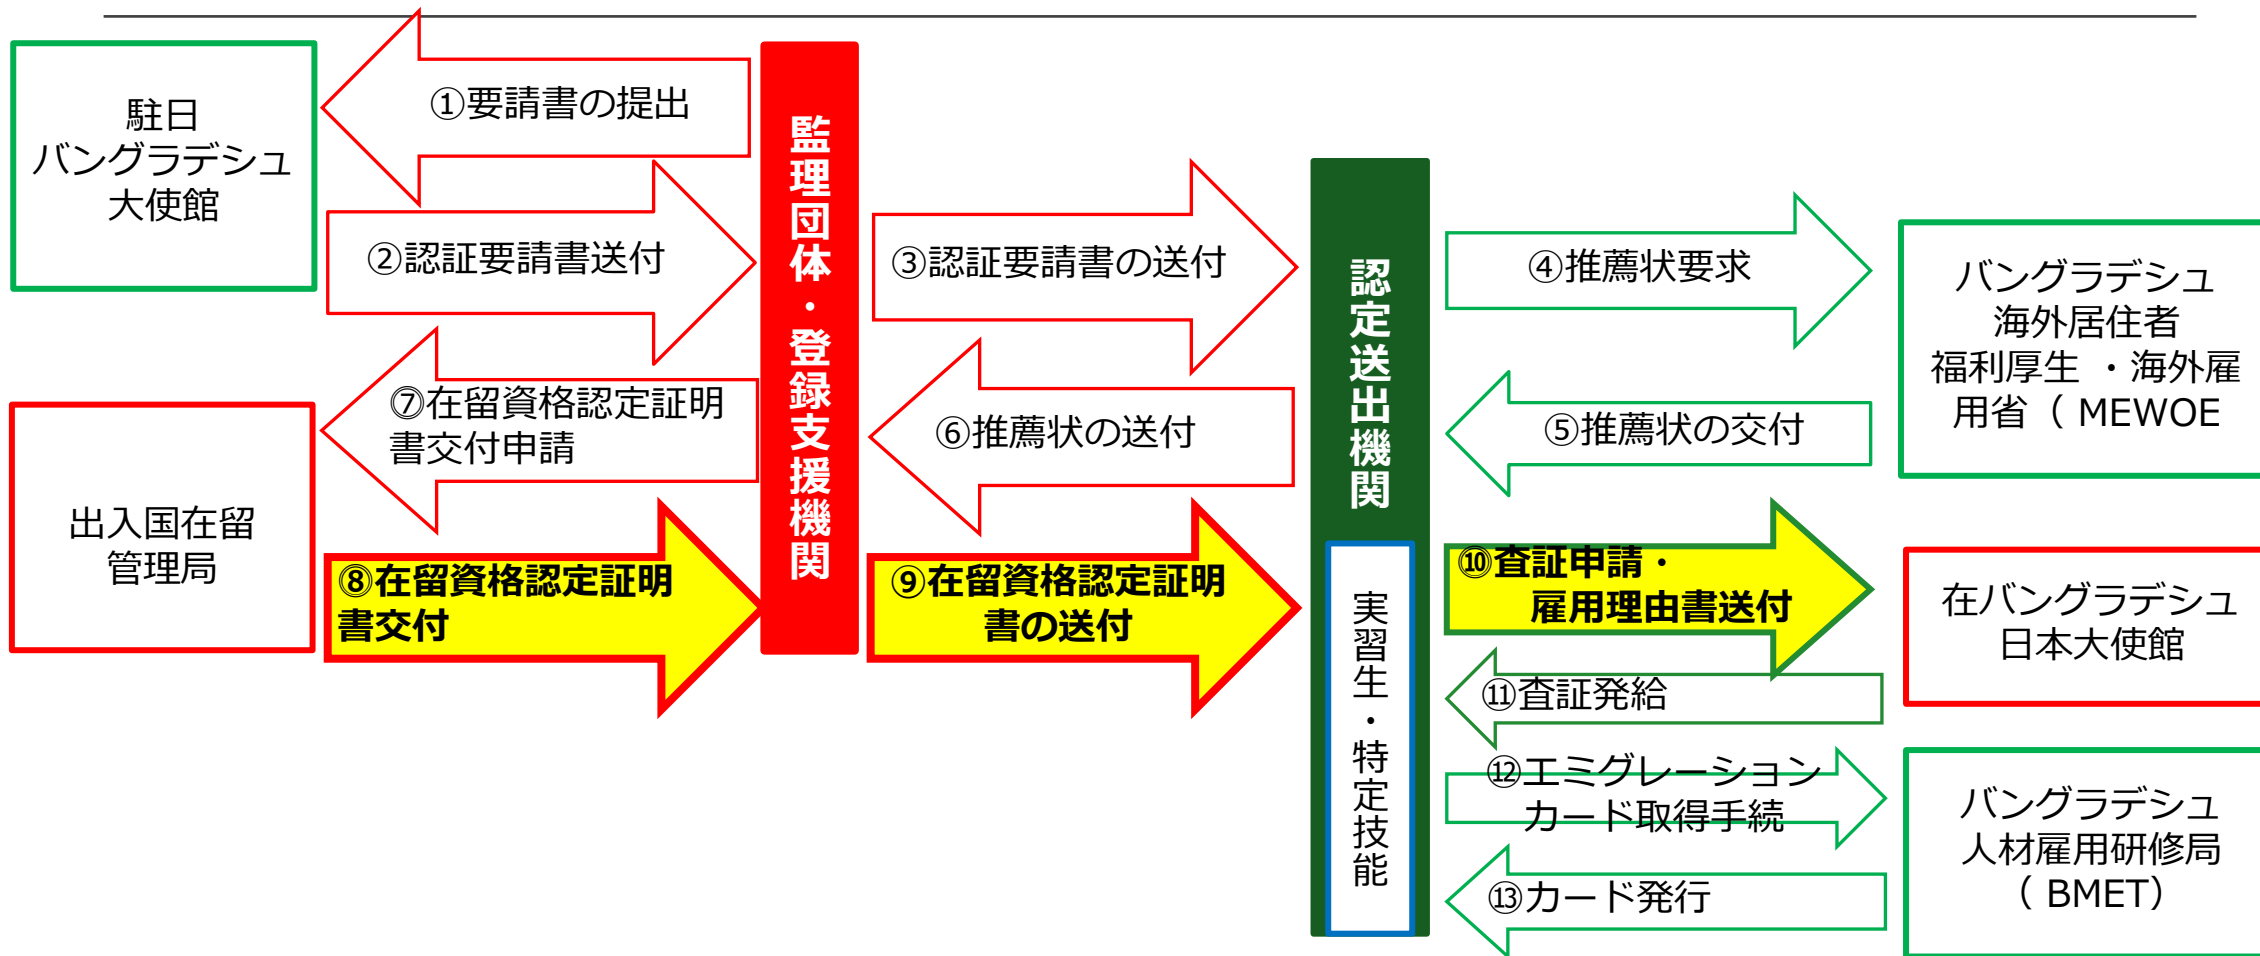 駐日
バングラデシュ
大使館
①要請書の提出
②認証要請書送付
監理団体・登録支援機関
③認証要請書の送付
認定送出機関
④推薦状要求
バングラデシュ
海外居住者
福利厚生 ・海外雇
用省（ MEWOE
⑤推薦状の交付
⑥推薦状の送付
⑦在留資格認定証明
書交付申請
出入国在留
管理局
⑧在留資格認定証明
書交付
⑨在留資格認定証明
書の送付
実習生・特定技能
⑩査証申請・
雇用理由書送付
在バングラデシュ
日本大使館
⑪査証発給
⑫エミグレーション
カード取得手続
バングラデシュ
人材雇用研修局
（ BMET）
⑬カード発行